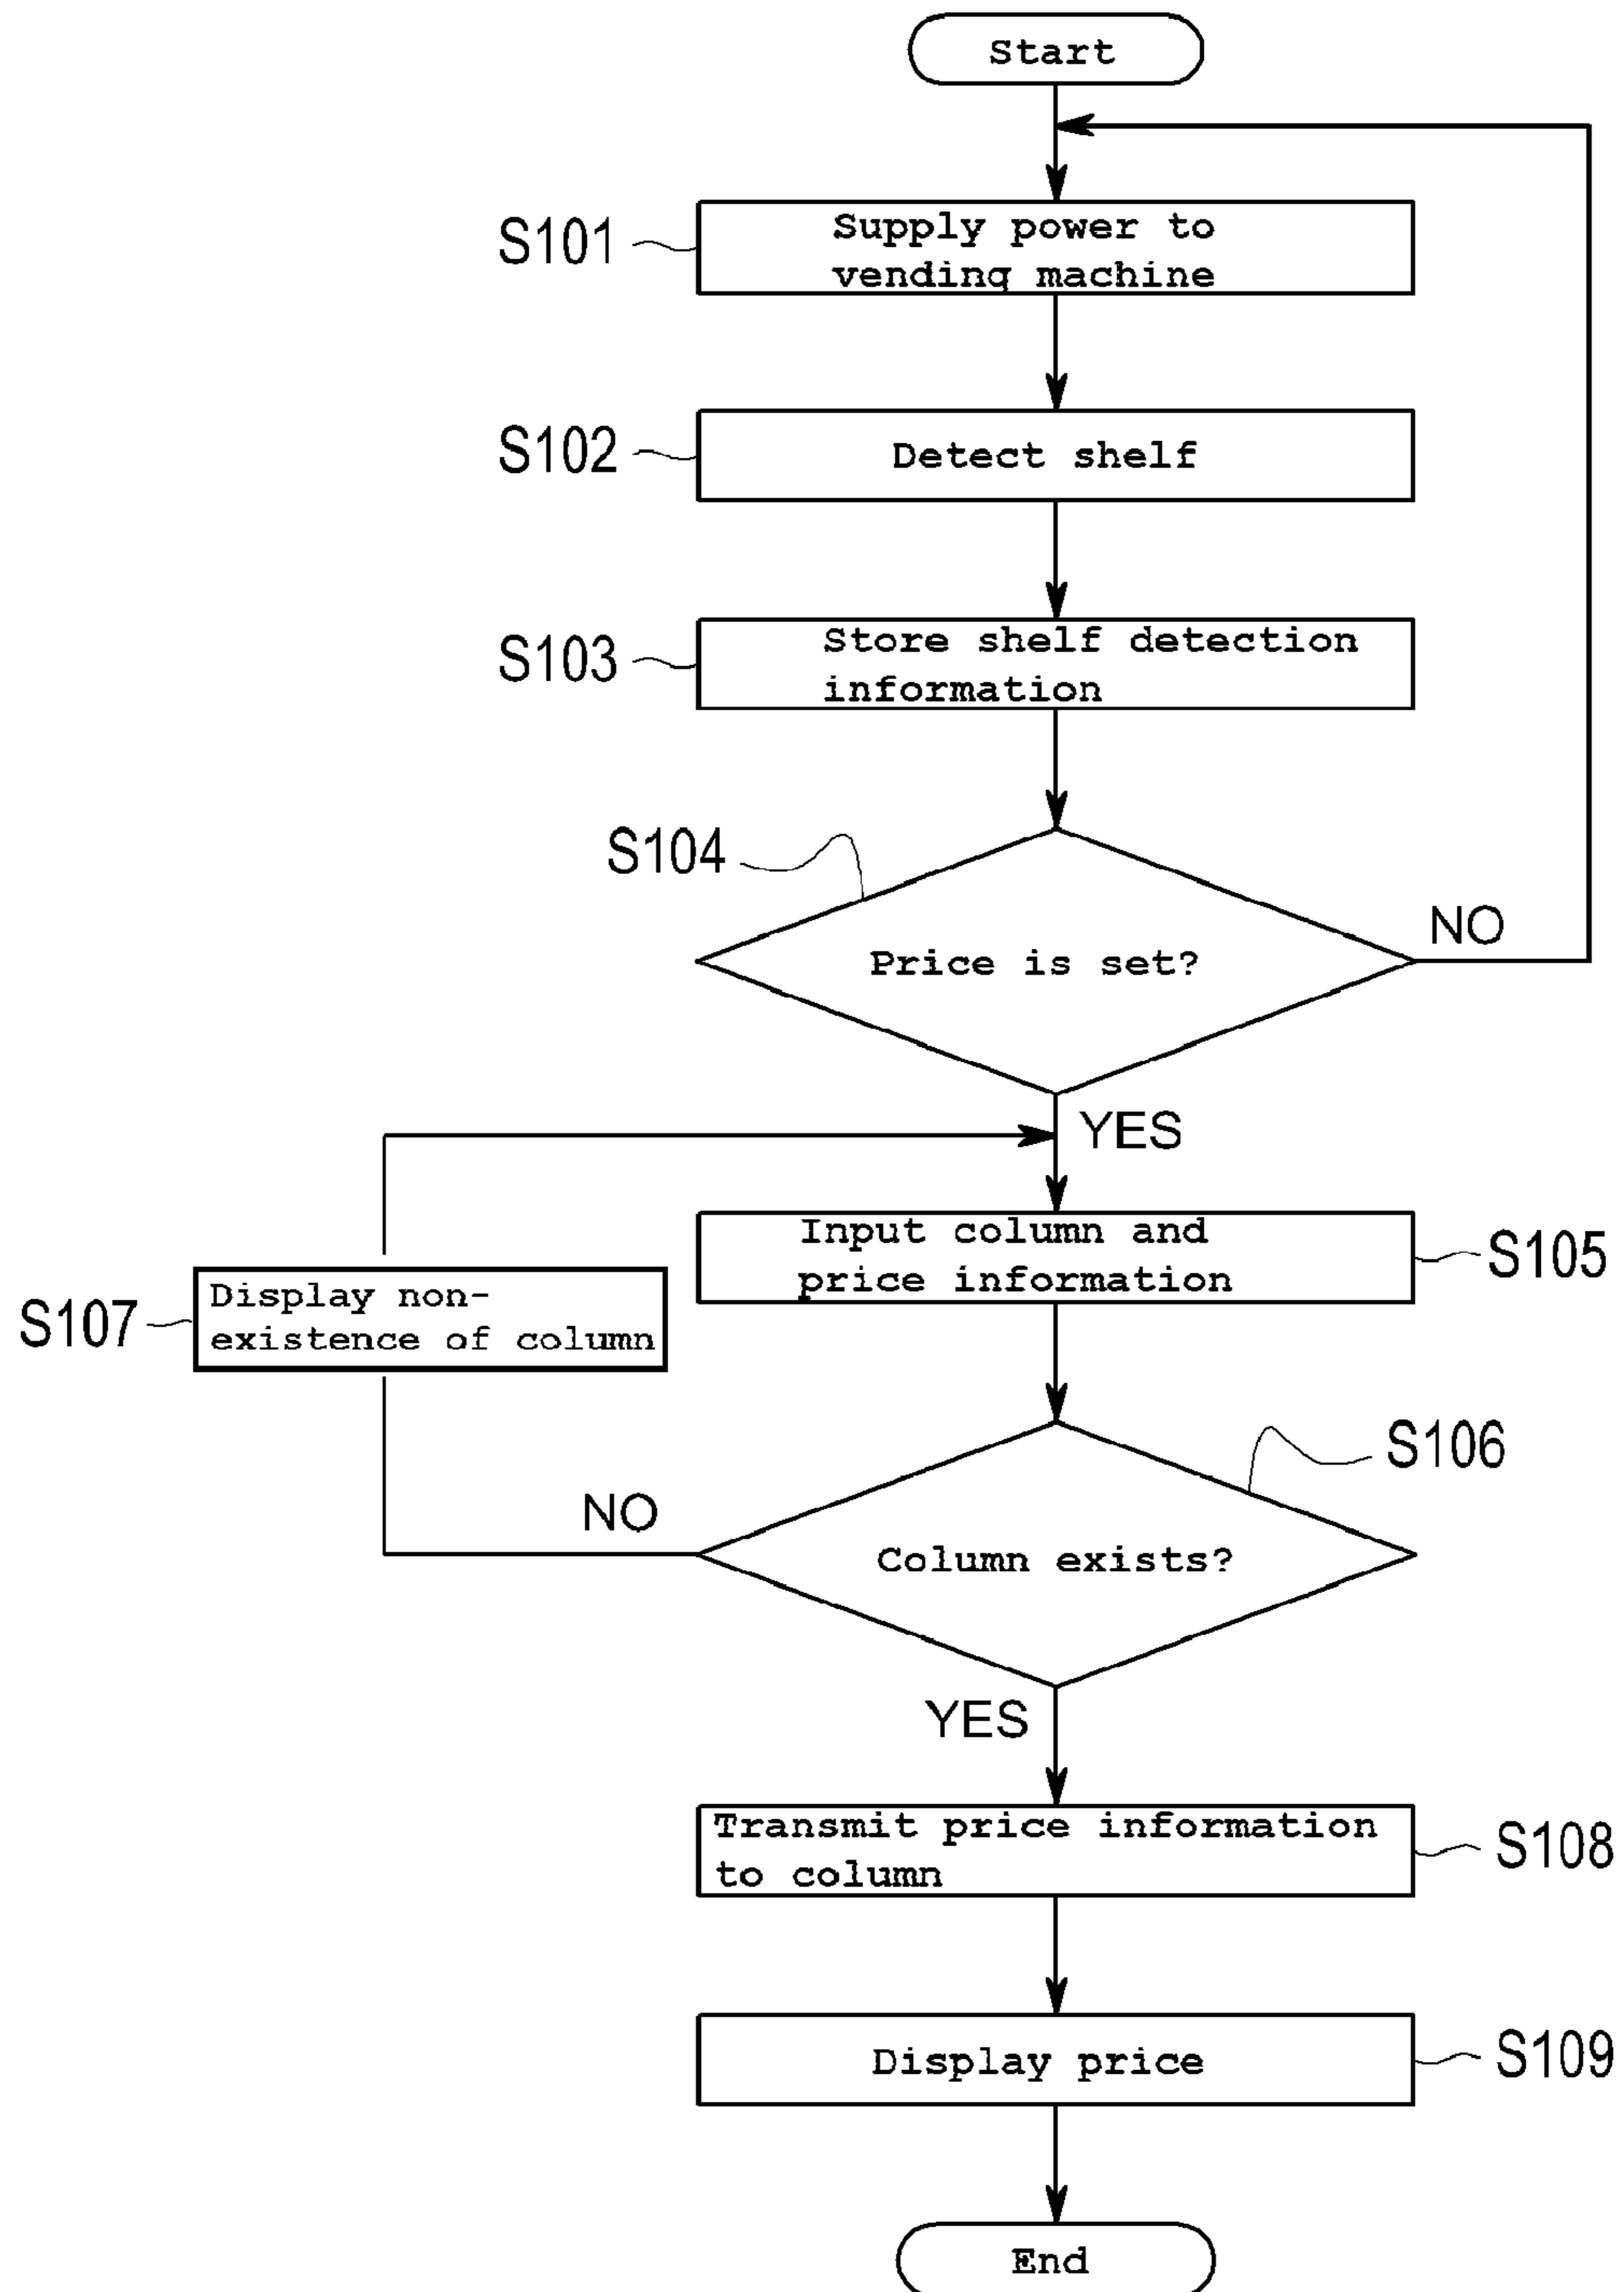 Start
S101
Supply power to
vending machine
S102
Detect shelf
S103
Store shelf detection
information
S104
Price is set?
NO
YES
Input column and
price information
S105
S107
Display non-
existence of column
S106
NO
Column exists?
YES
Transmit price information
to column
S108
Display price
S109
End